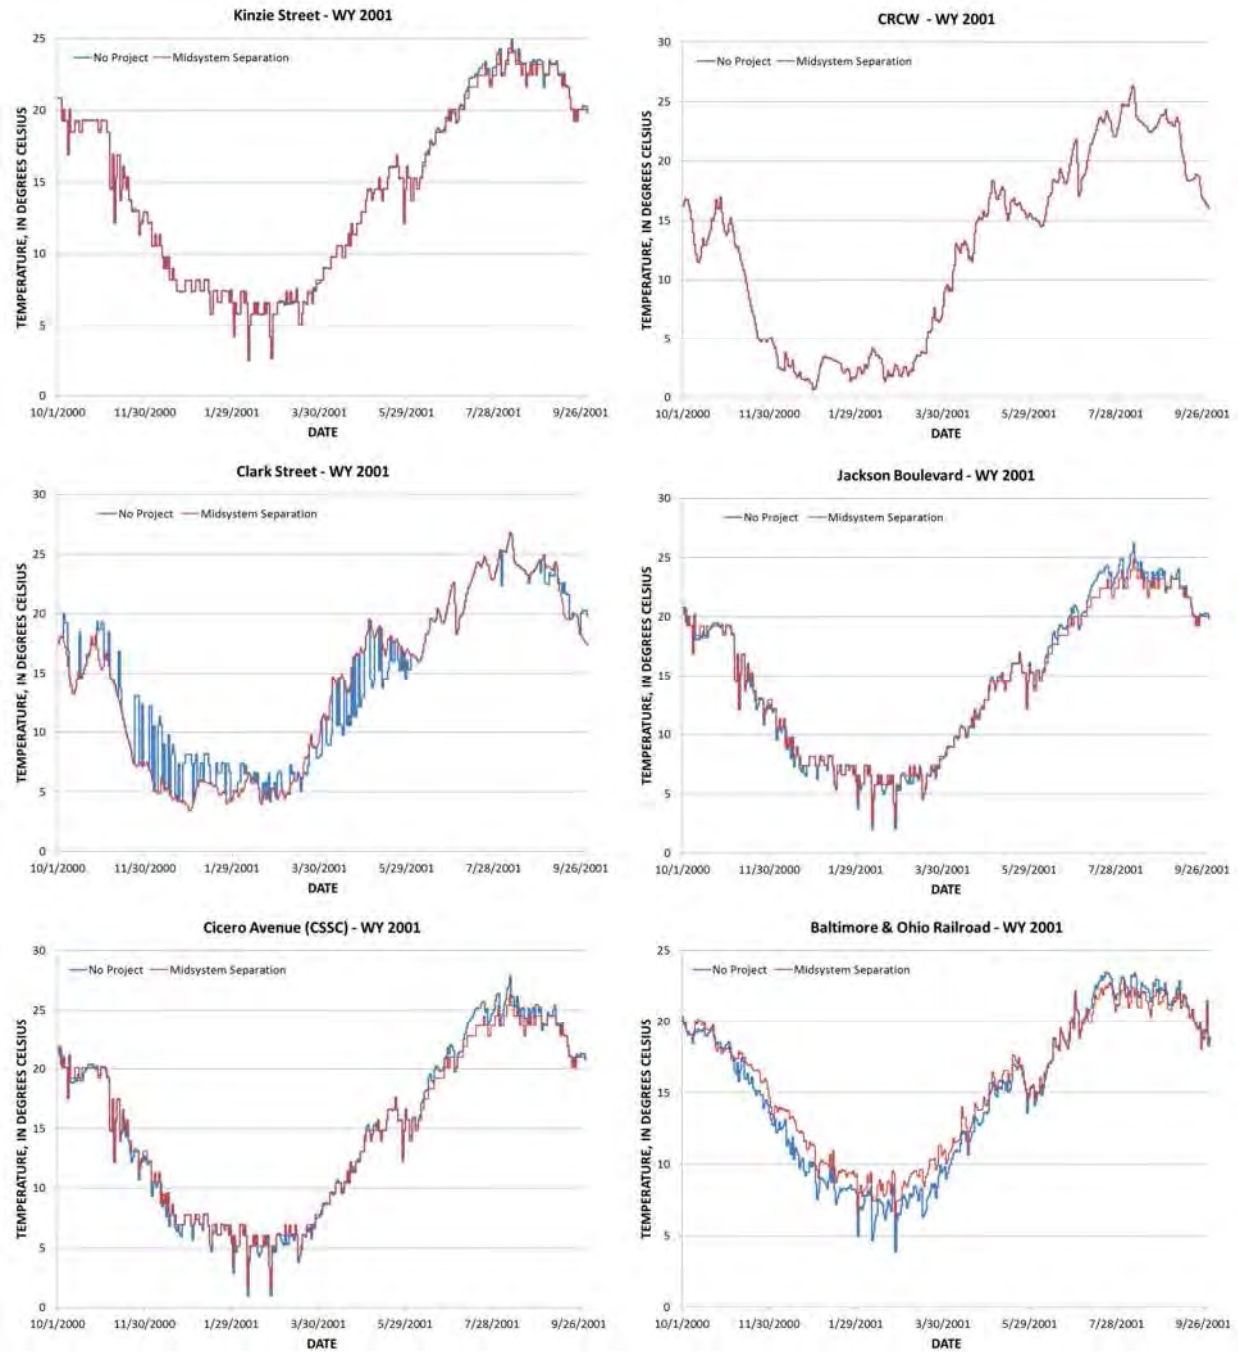 Kinzie Street - WY 2001
25
20
15
10
5
0
TEMPERATURE, IN DEGREES CELSIUS
No Project Midsystem Separation
10/1/2000 11/30/2000 1/29/2001 3/30/2001 5/29/2001 7/28/2001 9/26/2001
DATE
CRCW - WY 2001
30
25
20
15
10
5
0
TEMPERATURE, IN DEGREES CELSIUS
No Project Midsystem Separation
10/1/2000 11/30/2000 1/29/2001 3/30/2001 5/29/2001 7/28/2001 9/26/2001
DATE
Clark Street - WY 2001
30
25
20
15
10
5
0
TEMPERATURE, IN DEGREES CELSIUS
No Project Midsystem Separation
10/1/2000 11/30/2000 1/29/2001 3/30/2001 5/29/2001 7/28/2001 9/26/2001
DATE
Jackson Boulevard - WY 2001
30
25
20
15
10
5
0
TEMPERATURE, IN DEGREES CELSIUS
No Project Midsystem Separation
10/1/2000 11/30/2000 1/29/2001 3/30/2001 5/29/2001 7/28/2001 9/26/2001
DATE
Cicero Avenue (CSSC) - WY 2001
30
25
20
15
10
5
0
TEMPERATURE, IN DEGREES CELSIUS
No Project Midsystem Separation
10/1/2000 11/30/2000 1/29/2001 3/30/2001 5/29/2001 7/28/2001 9/26/2001
DATE
Baltimore & Ohio Railroad - WY 2001
25
20
15
10
5
0
TEMPERATURE, IN DEGREES CELSIUS
No Project Midsystem Separation
10/1/2000 11/30/2000 1/29/2001 3/30/2001 5/29/2001 7/28/2001 9/26/2001
DATE